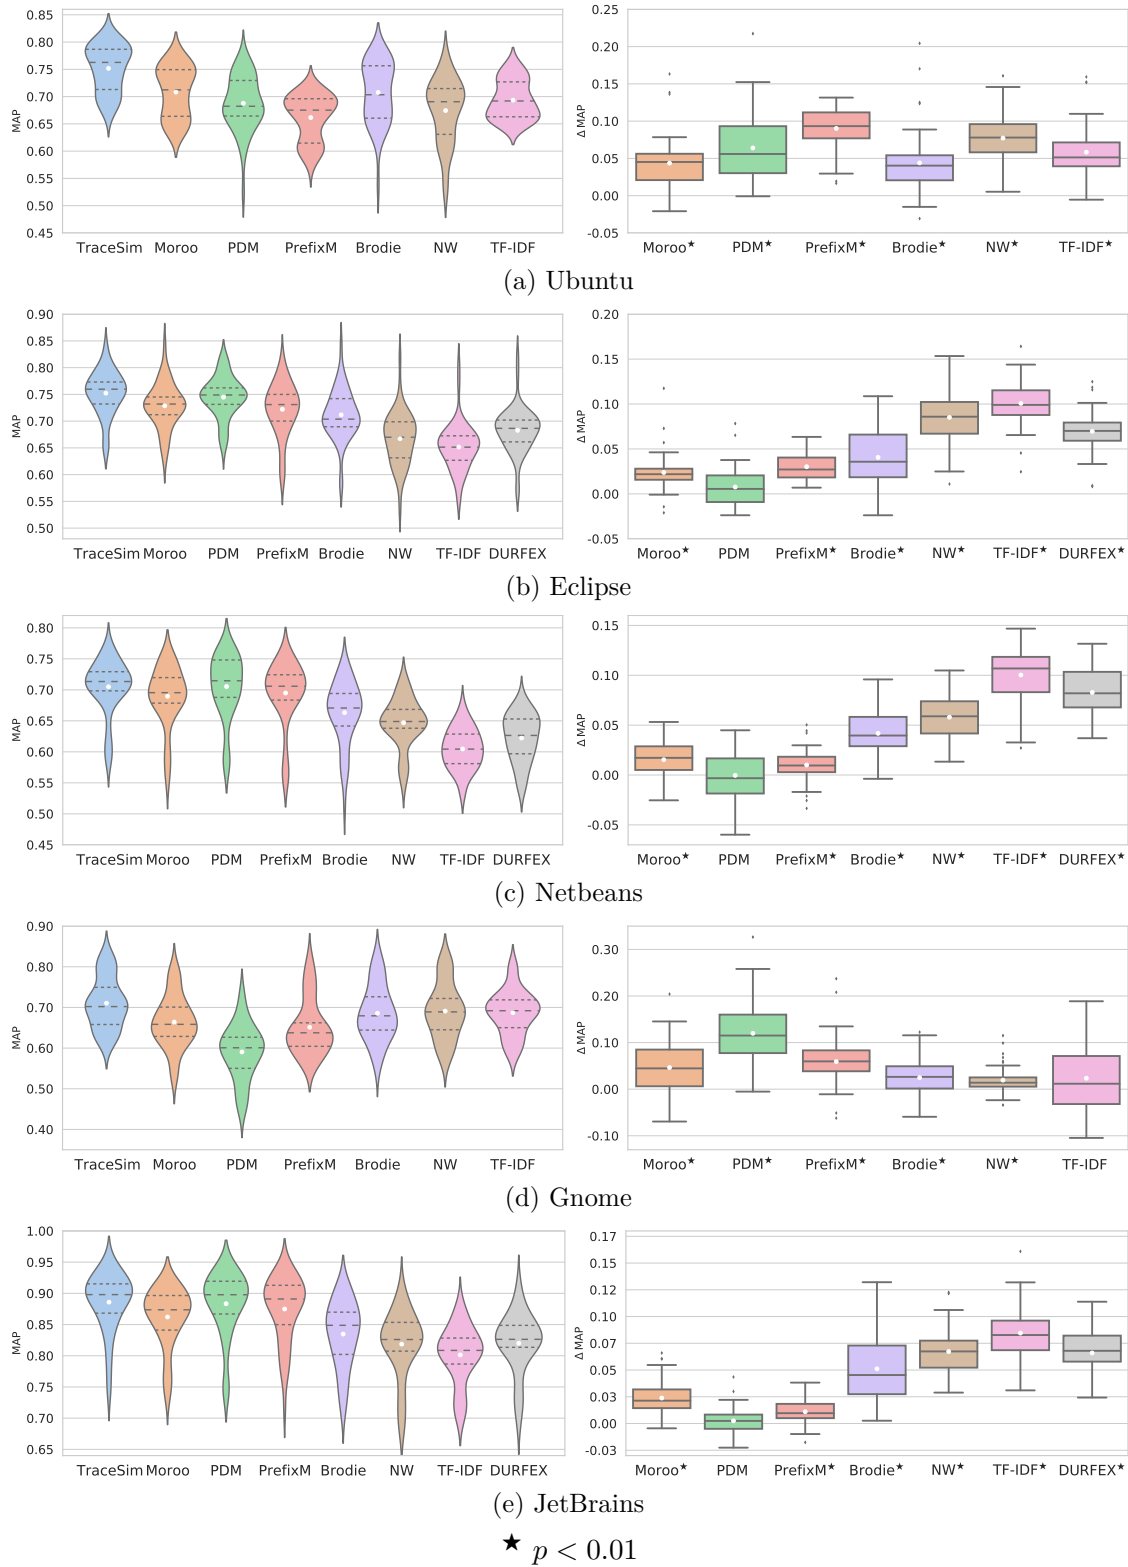 0.85
0.80
0.75
0.70
0.65
0.60
0.55
0.50
0.45
MAP
TraceSim Moroo PDM PrefixM Brodie NW TF-IDF
0.25
0.20
0.15
0.10
0.05
0.00
-0.05
Δ MAP
Moroo★ PDM★ PrefixM★ Brodie★ NW★ TF-IDF★
(a) Ubuntu
0.90
0.85
0.80
0.75
0.70
0.65
0.60
0.55
0.50
MAP
TraceSim Moroo PDM PrefixM Brodie NW TF-IDF DURFEX
0.20
0.15
0.10
0.05
0.00
-0.05
Δ MAP
Moroo★ PDM PrefixM★ Brodie★ NW★ TF-IDF★ DURFEX★
(b) Eclipse
0.80
0.75
0.70
0.65
0.60
0.55
0.50
0.45
MAP
TraceSim Moroo PDM PrefixM Brodie NW TF-IDF DURFEX
0.15
0.10
0.05
0.00
-0.05
Δ MAP
Moroo★ PDM PrefixM★ Brodie★ NW★ TF-IDF★ DURFEX★
(c) Netbeans
0.90
0.80
0.70
0.60
0.50
0.40
MAP
TraceSim Moroo PDM PrefixM Brodie NW TF-IDF
0.30
0.20
0.10
0.00
-0.10
Δ MAP
Moroo★ PDM★ PrefixM★ Brodie★ NW★ TF-IDF
(d) Gnome
1.00
0.95
0.90
0.85
0.80
0.75
0.70
0.65
MAP
TraceSim Moroo PDM PrefixM Brodie NW TF-IDF DURFEX
0.17
0.15
0.12
0.10
0.07
0.05
0.03
0.00
-0.03
Δ MAP
Moroo★ PDM PrefixM★ Brodie★ NW★ TF-IDF★ DURFEX★
(e) JetBrains
★ p < 0.01